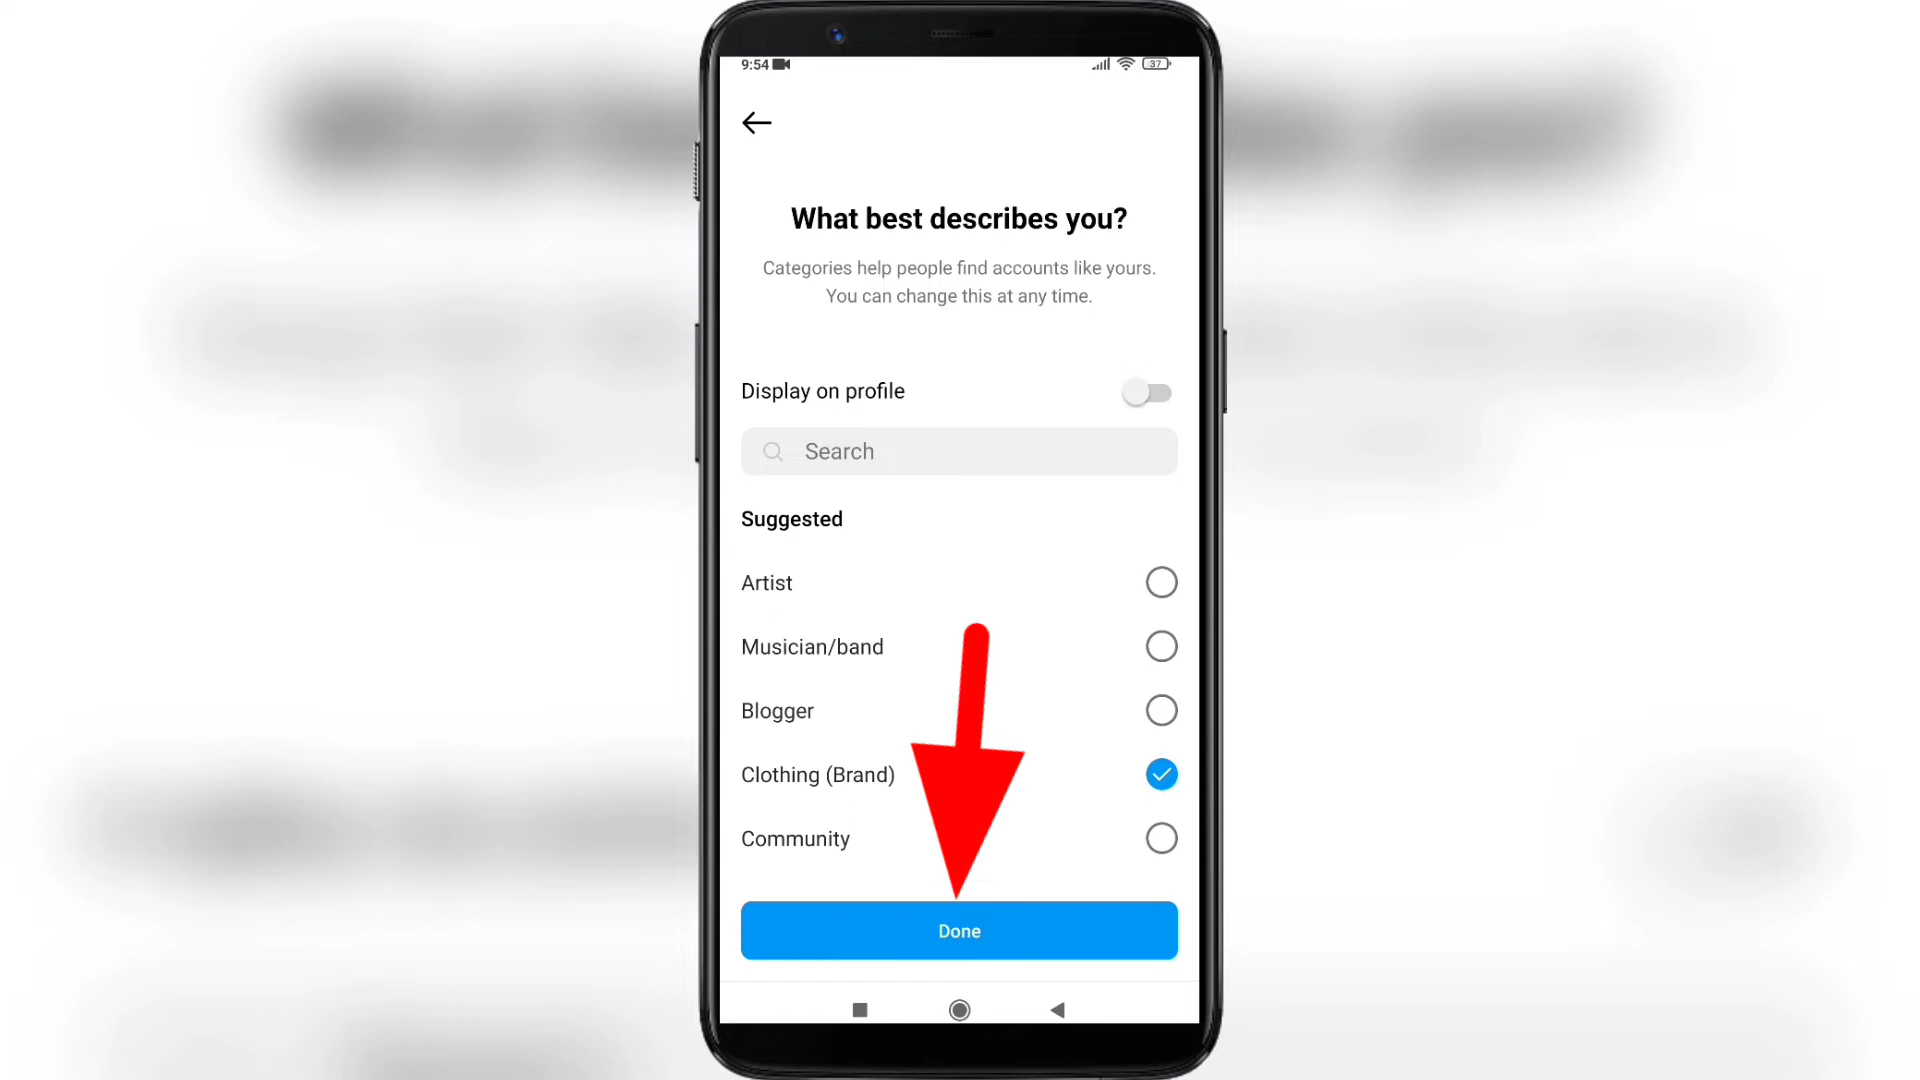 9:54
37
What best describes you?
Categories help people find accounts like yours.
You can change this at any time.
Display on profile
Search
Suggested
Artist
Musician/band
Blogger
Clothing (Brand)
Community
Done